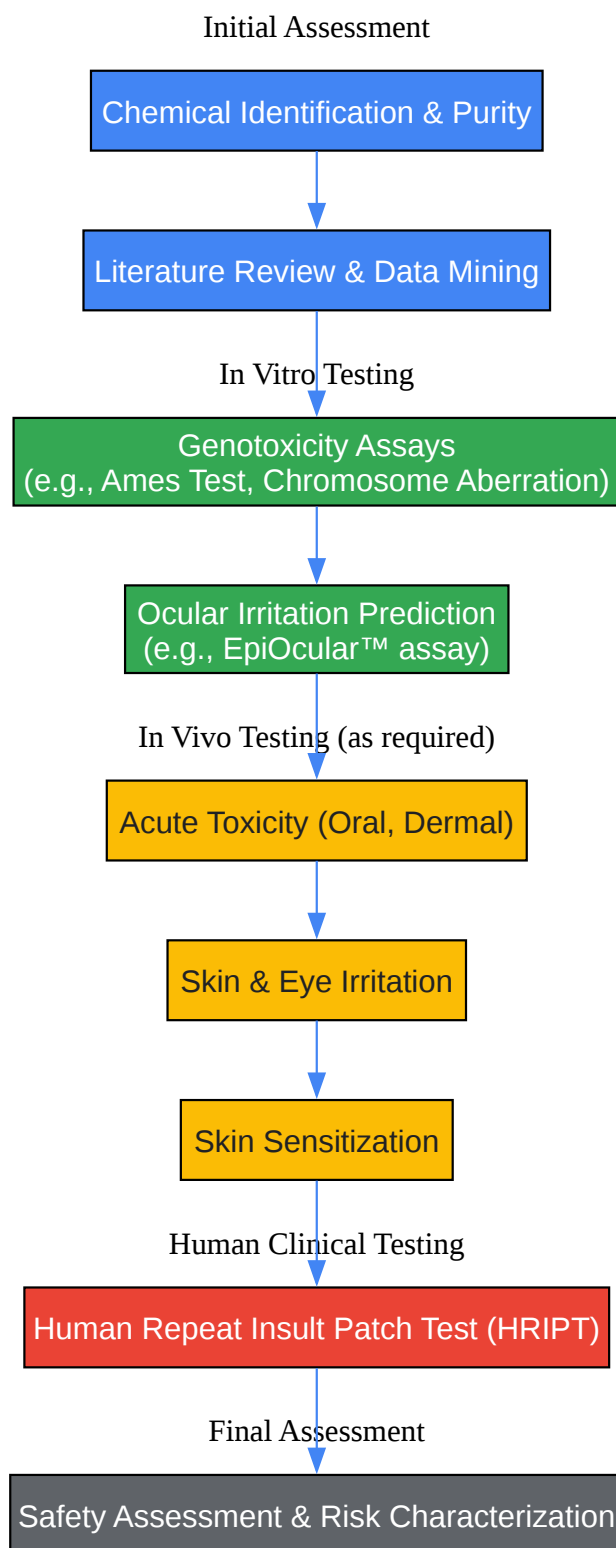 Initial Assessment
Chemical Identification & Purity
Literature Review & Data Mining
In Vitro Testing
Genotoxicity Assays
(e.g., Ames Test, Chromosome Aberration)
Ocular Irritation Prediction
(e.g., EpiOcular™ assay)
In Vivo Testing (as required)
Acute Toxicity (Oral, Dermal)
Skin & Eye Irritation
Skin Sensitization
Human Clinical Testing
Human Repeat Insult Patch Test (HRIPT)
Final Assessment
Safety Assessment & Risk Characterization